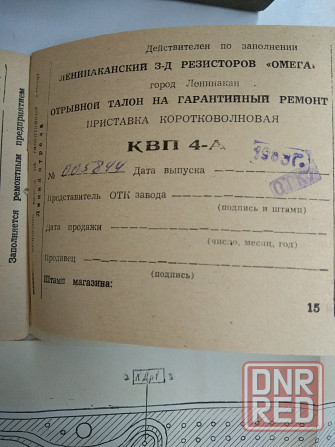 Действителен по заполнении
ЛЕНИНАКАНСКИЙ З-Д РЕЗИСТОРОВ «ОМЕГА»
город Ленинакан
ОТРЫВНОЙ ТАЛОН НА ГАРАНТИЙНЫЙ РЕМОНТ
ПРИСТАВКА КОРОТКОВОЛНОВАЯ
КВП 4-А
№ 005844 Дата выпуска
Представитель ОТК завода
(подпись и штамп)
Дата продажи
(число, месяц, год)
Продавец
(подпись)
Штамп магазина:
15
Заполняется ремонтным предприятием
DNR
RED